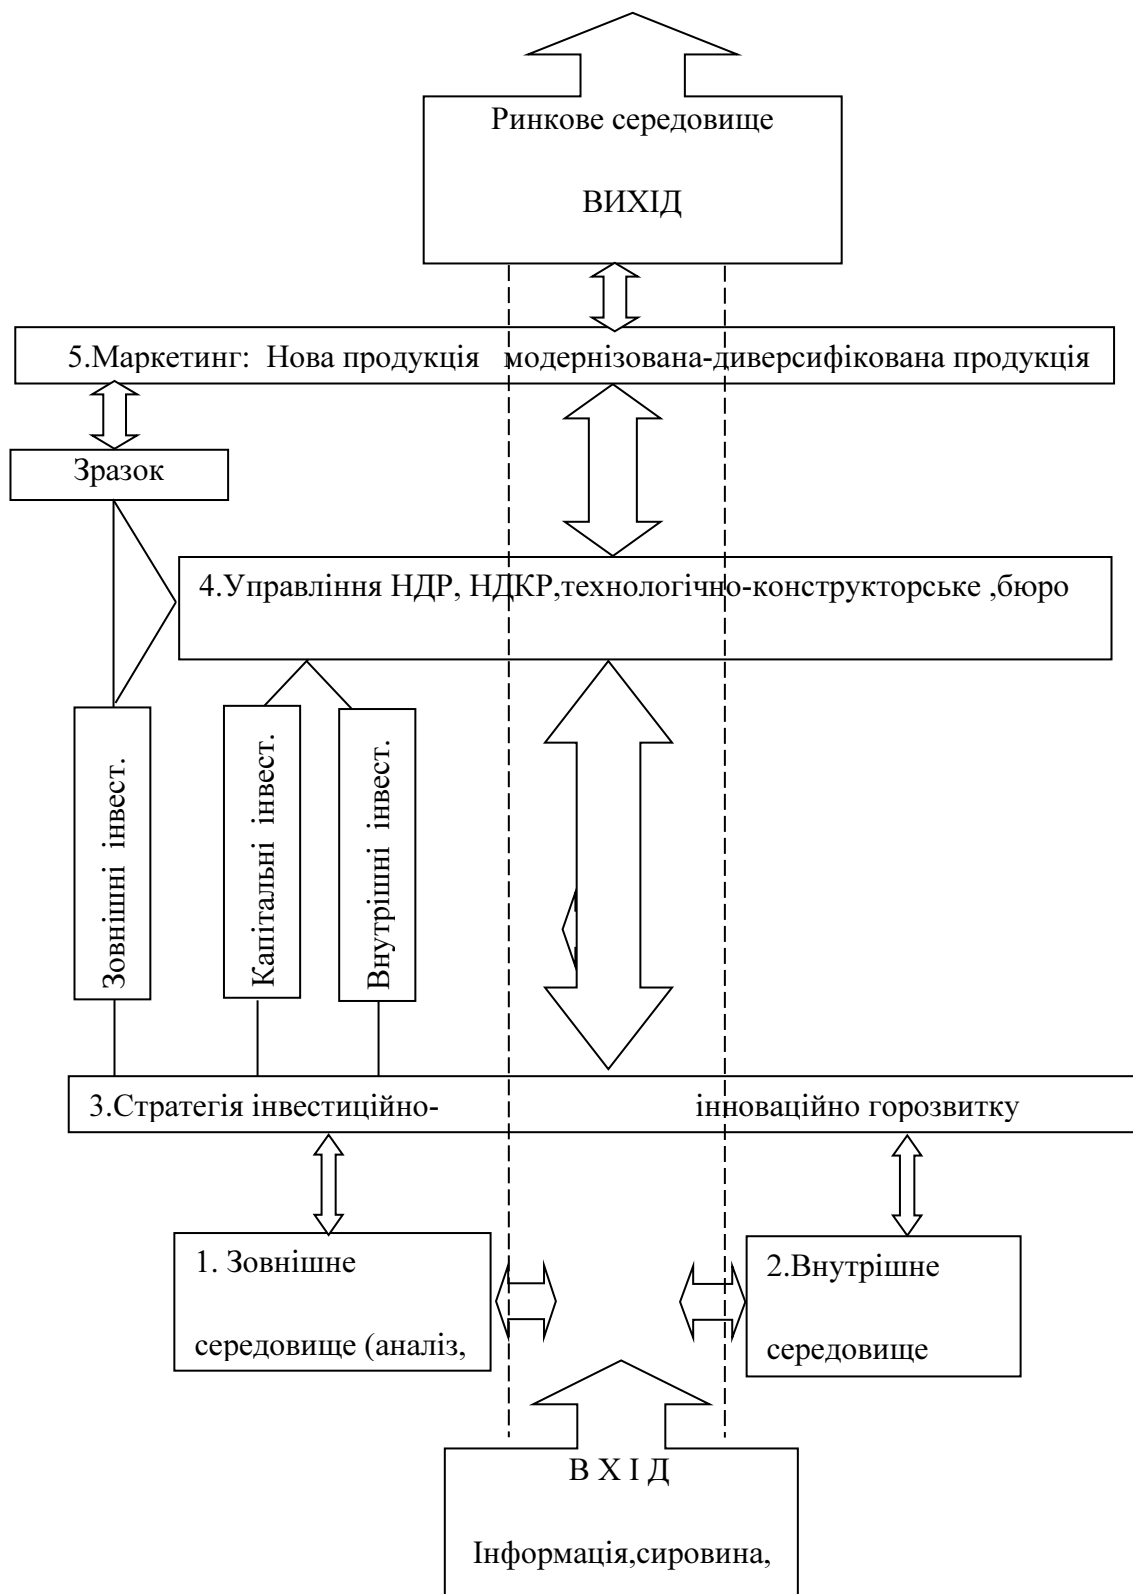 Ринкове середовище
ВИХІД
5.Маркетинг:  Нова продукція   модернізована-диверсифікована продукція
Зразок
4.Управління НДР, НДКР,технологічно-конструкторське ,бюро
Зовнішні  інвест.
Капітальні  інвест.
Внутрішні  інвест.
3.Стратегія інвестиційно-                                інноваційно горозвитку
1. Зовнішнє
середовище (аналіз,
2.Внутрішнє
середовище
В Х І Д
Інформація,сировина,